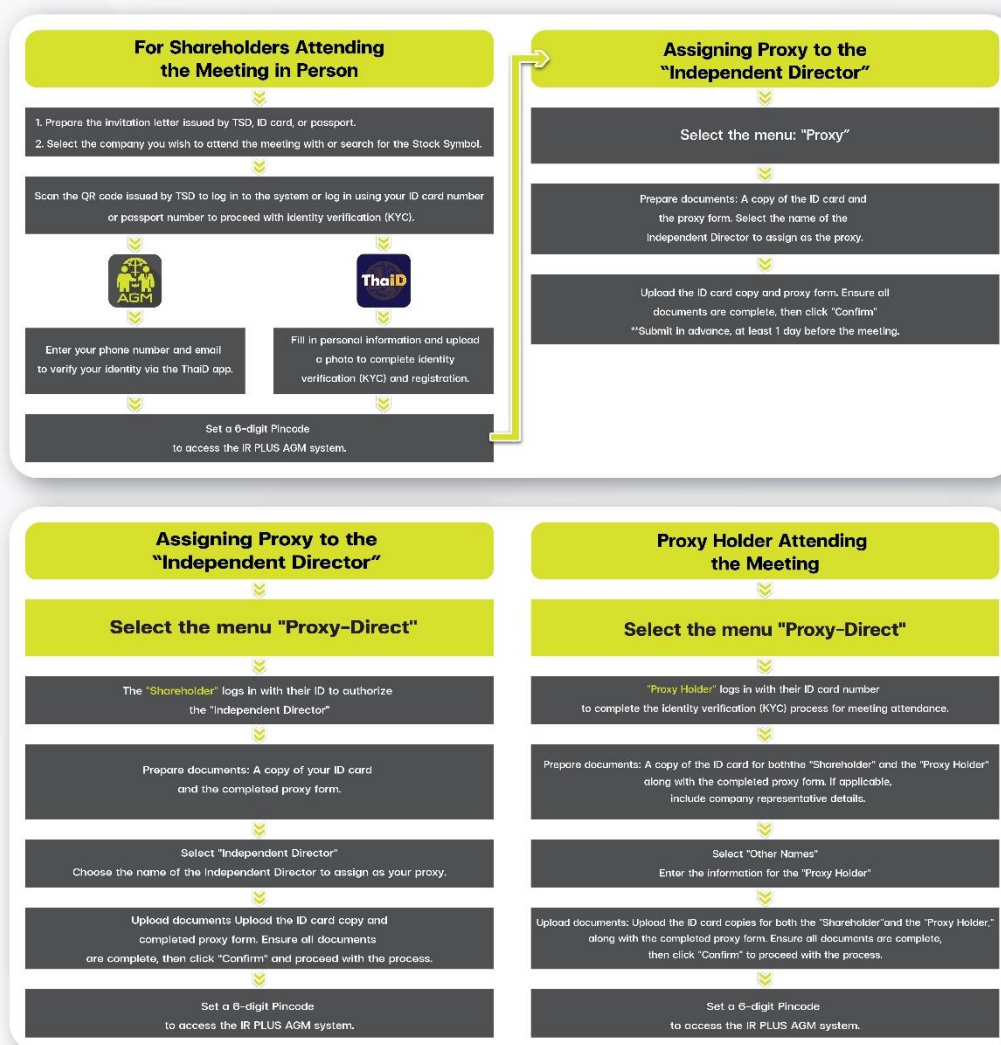 For Shareholders Attending
the Meeting in Person
1. Prepare the invitation letter issued by TSD, ID card, or passport.
2. Select the company you wish to attend the meeting with or search for the Stock Symbol.
Scan the QR code issued by TSD to log in to the system or log in using your ID card number
or passport number to proceed with identity verification (KYC).
AGM
ThaiD
Enter your phone number and email
to verify your identity via the ThaiD app.
Fill in personal information and upload
a photo to complete identity
verification (KYC) and registration.
Set a 6-digit Pincode
to access the IR PLUS AGM system.
Assigning Proxy to the
"Independent Director"
Select the menu: "Proxy"
Prepare documents: A copy of the ID card and
the proxy form. Select the name of the
Independent Director to assign as the proxy.
Upload the ID card copy and proxy form. Ensure all
documents are complete, then click "Confirm"
**Submit in advance, at least 1 day before the meeting.
Assigning Proxy to the
"Independent Director"
Select the menu "Proxy-Direct"
The "Shareholder" logs in with their ID to authorize
the "Independent Director"
Prepare documents: A copy of your ID card
and the completed proxy form.
Select "Independent Director"
Choose the name of the Independent Director to assign as your proxy.
Upload documents Upload the ID card copy and
completed proxy form. Ensure all documents
are complete, then click "Confirm" and proceed with the process.
Set a 6-digit Pincode
to access the IR PLUS AGM system.
Proxy Holder Attending
the Meeting
Select the menu "Proxy-Direct"
"Proxy Holder" logs in with their ID card number
to complete the identity verification (KYC) process for meeting attendance.
Prepare documents: A copy of the ID card for boththe "Shareholder" and the "Proxy Holder"
along with the completed proxy form. If applicable,
include company representative details.
Select "Other Names"
Enter the information for the "Proxy Holder"
Upload documents: Upload the ID card copies for both the "Shareholder"and the "Proxy Holder,"
along with the completed proxy form. Ensure all documents are complete,
then click "Confirm" to proceed with the process.
Set a 6-digit Pincode
to access the IR PLUS AGM system.